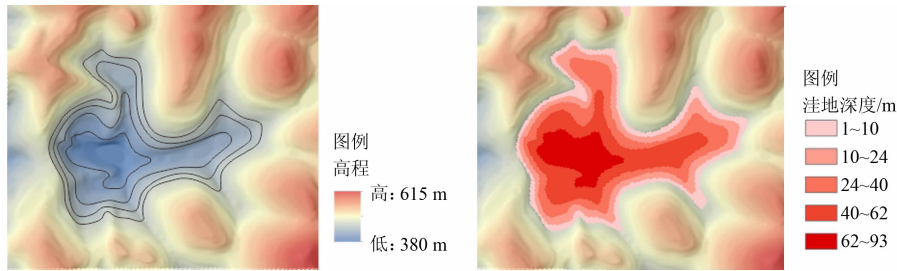 图例
高程
高: 615 m
低: 380 m
图例
洼地深度/m
1~10
10~24
24~40
40~62
62~93